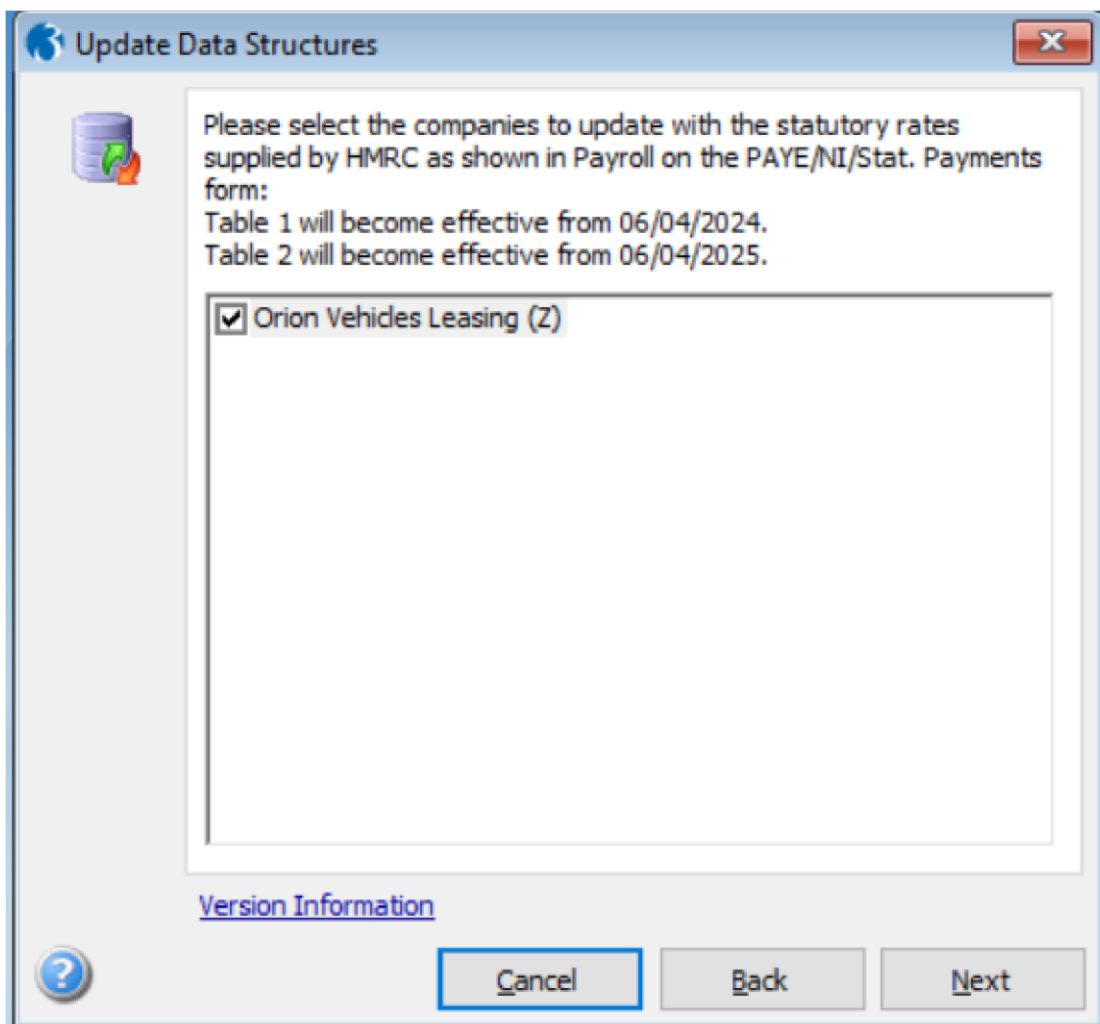 Update Data Structures
Please select the companies to update with the statutory rates
supplied by HMRC as shown in Payroll on the PAYE/NI/Stat. Payments
form:
Table 1 will become effective from 06/04/2024.
Table 2 will become effective from 06/04/2025.
Orion Vehicles Leasing (Z)
Version Information
?
Cancel Back Next